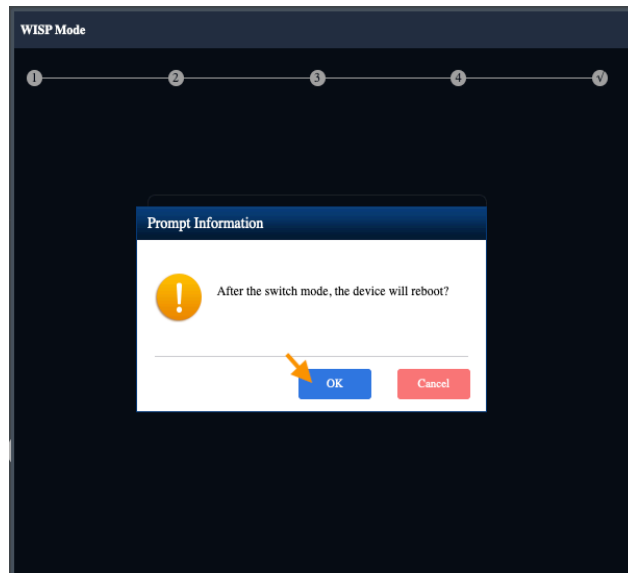 WISP Mode
1 2 3 4 √
Prompt Information
After the switch mode, the device will reboot?
OK Cancel